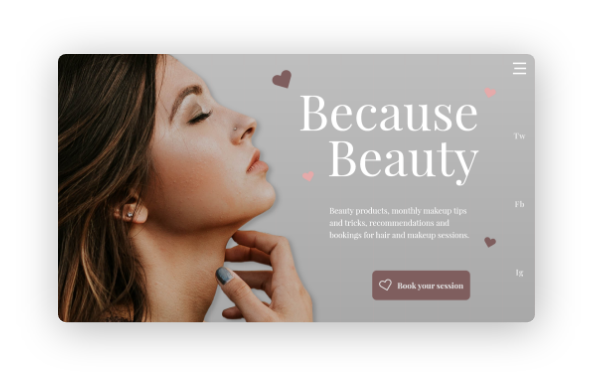 Because
Beauty
Tw
Beauty products, monthly makeup tips
and tricks, recommendations and
bookings for hair and makeup sessions.
Fb
Ig
Book your session